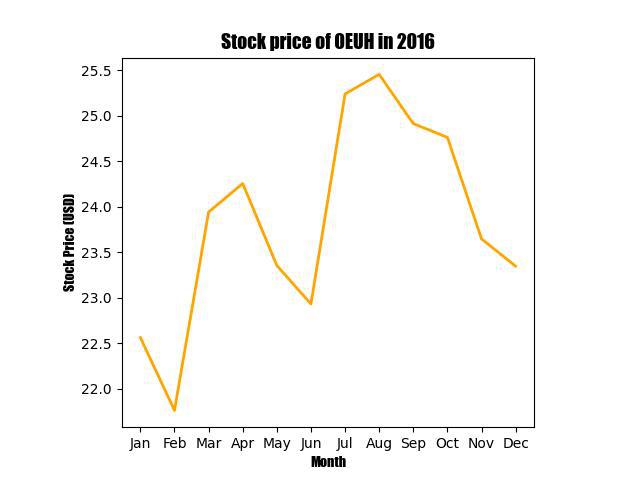 Stock price of OEUH in 2016
Stock Price (USD)
25.5
25.0
24.5
24.0
23.5
23.0
22.5
22.0
Jan Feb Mar Apr May Jun Jul Aug Sep Oct Nov Dec
Month